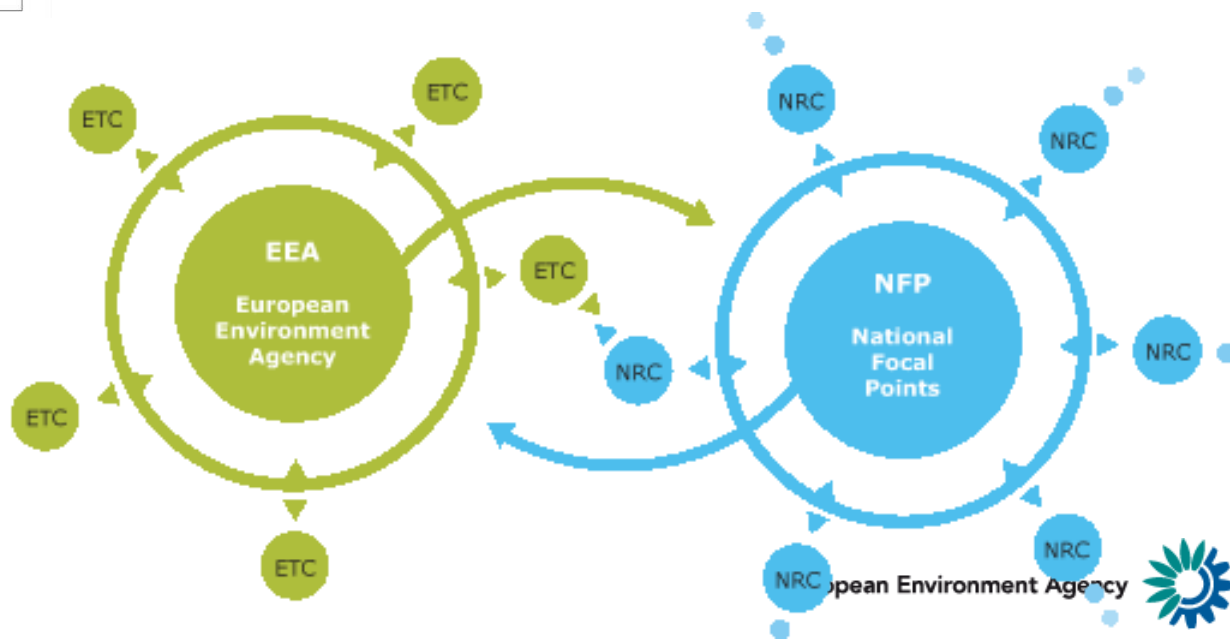 ETC
ETC
NRC
NRC
EEA
European
Environment
Agency
ETC
NFP
National
Focal
Points
NRC
NRC
ETC
ETC
NRC
NRC
opean Environment Agency